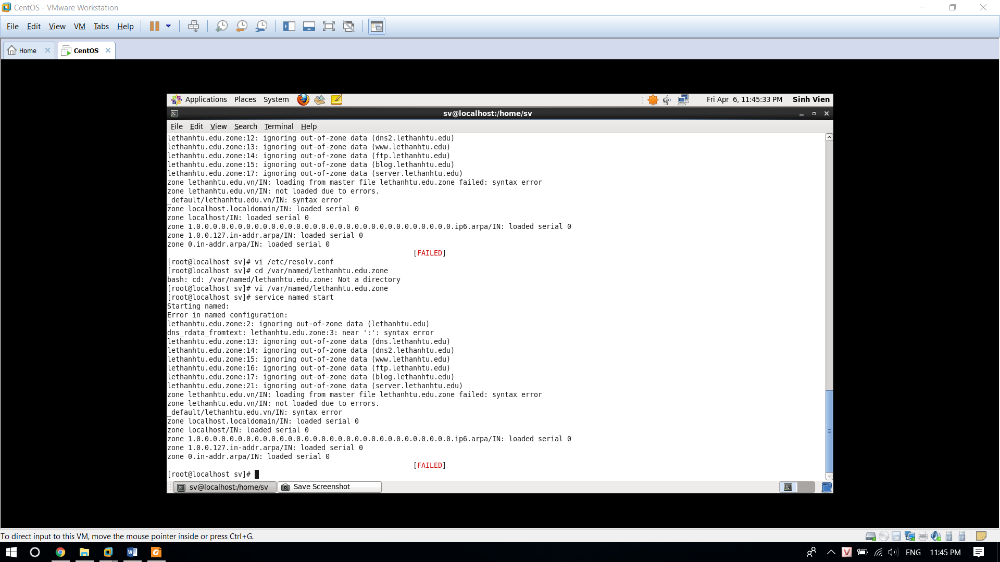 CentOS - VMware Workstation
File Edit View VM Tabs Help
Home CentOS
Applications Places System Fri Apr 6, 11:45:33 PM Sinh Vien
sv@localhost:/home/sv
File Edit View Search Terminal Help
lethanhtu.edu.zone:12: ignoring out-of-zone data (dns2.lethanhtu.edu)
lethanhtu.edu.zone:13: ignoring out-of-zone data (www.lethanhtu.edu)
lethanhtu.edu.zone:14: ignoring out-of-zone data (ftp.lethanhtu.edu)
lethanhtu.edu.zone:15: ignoring out-of-zone data (blog.lethanhtu.edu)
lethanhtu.edu.zone:17: ignoring out-of-zone data (server.lethanhtu.edu)
zone lethanhtu.edu.vn/IN: loading from master file lethanhtu.edu.zone failed: syntax error
zone lethanhtu.edu.vn/IN: not loaded due to errors.
_default/lethanhtu.edu.vn/IN: syntax error
zone localhost.localdomain/IN: loaded serial 0
zone localhost/IN: loaded serial 0
zone 1.0.0.0.0.0.0.0.0.0.0.0.0.0.0.0.0.0.0.0.0.0.0.0.0.0.0.0.0.0.0.0.ip6.arpa/IN: loaded serial 0
zone 1.0.0.127.in-addr.arpa/IN: loaded serial 0
zone 0.in-addr.arpa/IN: loaded serial 0
[FAILED]
[root@localhost sv]# vi /etc/resolv.conf
[root@localhost sv]# cd /var/named/lethanhtu.edu.zone
bash: cd: /var/named/lethanhtu.edu.zone: Not a directory
[root@localhost sv]# vi /var/named/lethanhtu.edu.zone
[root@localhost sv]# service named start
Starting named:
Error in named configuration:
lethanhtu.edu.zone:2: ignoring out-of-zone data (lethanhtu.edu)
dns_rdata_fromtext: lethanhtu.edu.zone:3: near ':': syntax error
lethanhtu.edu.zone:13: ignoring out-of-zone data (dns.lethanhtu.edu)
lethanhtu.edu.zone:14: ignoring out-of-zone data (dns2.lethanhtu.edu)
lethanhtu.edu.zone:15: ignoring out-of-zone data (www.lethanhtu.edu)
lethanhtu.edu.zone:16: ignoring out-of-zone data (ftp.lethanhtu.edu)
lethanhtu.edu.zone:17: ignoring out-of-zone data (blog.lethanhtu.edu)
lethanhtu.edu.zone:21: ignoring out-of-zone data (server.lethanhtu.edu)
zone lethanhtu.edu.vn/IN: loading from master file lethanhtu.edu.zone failed: syntax error
zone lethanhtu.edu.vn/IN: not loaded due to errors.
_default/lethanhtu.edu.vn/IN: syntax error
zone localhost.localdomain/IN: loaded serial 0
zone localhost/IN: loaded serial 0
zone 1.0.0.0.0.0.0.0.0.0.0.0.0.0.0.0.0.0.0.0.0.0.0.0.0.0.0.0.0.0.0.0.ip6.arpa/IN: loaded serial 0
zone 1.0.0.127.in-addr.arpa/IN: loaded serial 0
zone 0.in-addr.arpa/IN: loaded serial 0
[FAILED]
[root@localhost sv]#
sv@localhost:/home/sv Save Screenshot
To direct input to this VM, move the mouse pointer inside or press Ctrl+G.
ENG 11:45 PM